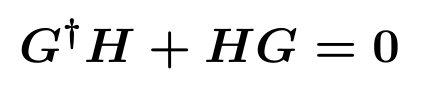 G†H + HG = 0